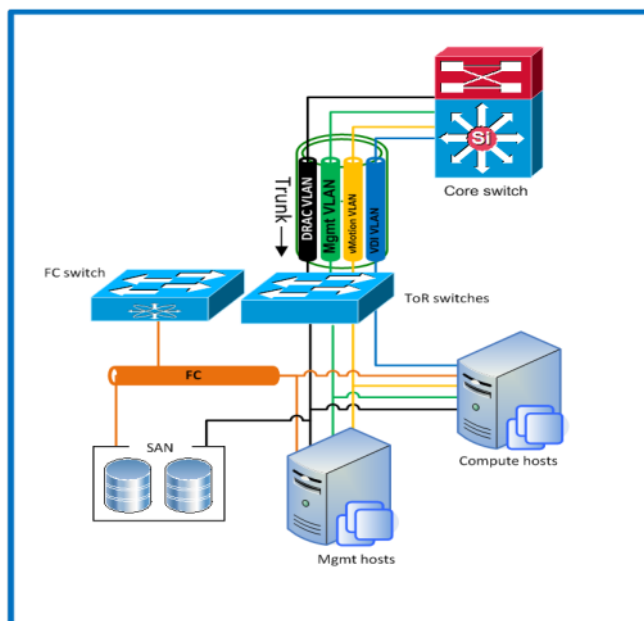 Si
Core switch
Trunk
DRAC VLAN
Mgmt VLAN
vMotion VLAN
VDI VLAN
FC switch
ToR switches
FC
SAN
Compute hosts
Mgmt hosts